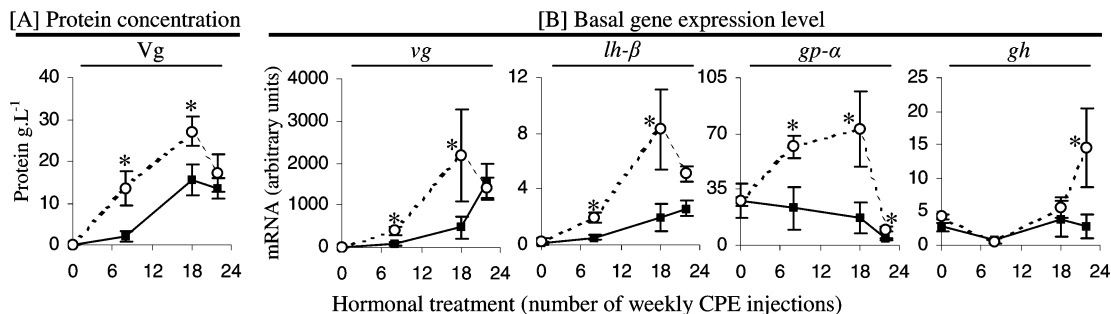 [A] Protein concentration
[B] Basal gene expression level
Vg
vg
lh-β
gp-α
gh
Protein g.L-1
40
30
20
10
0
0 6 12 18 24
mRNA (arbitrary units)
4000
3000
2000
1000
0
0 6 12 18 24
12
8
4
0
0 6 12 18 24
105
70
35
0
0 6 12 18 24
25
20
15
10
5
0
0 6 12 18 24
*
*
*
*
*
*
*
*
*
*
Hormonal treatment (number of weekly CPE injections)